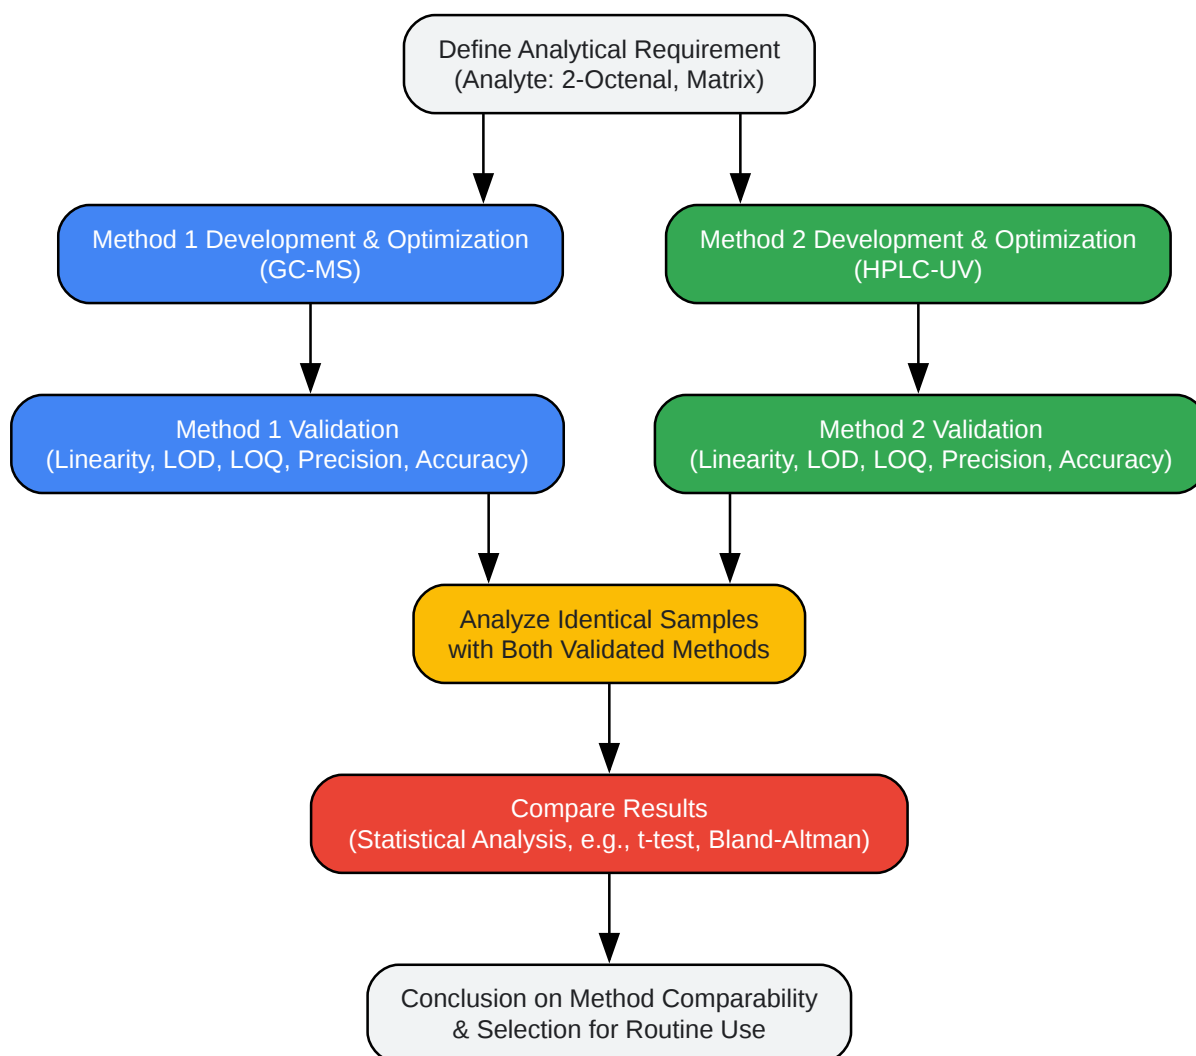 Define Analytical Requirement
(Analyte: 2-Octenal, Matrix)
Method 1 Development & Optimization
(GC-MS)
Method 2 Development & Optimization
(HPLC-UV)
Method 1 Validation
(Linearity, LOD, LOQ, Precision, Accuracy)
Method 2 Validation
(Linearity, LOD, LOQ, Precision, Accuracy)
Analyze Identical Samples
with Both Validated Methods
Compare Results
(Statistical Analysis, e.g., t-test, Bland-Altman)
Conclusion on Method Comparability
& Selection for Routine Use